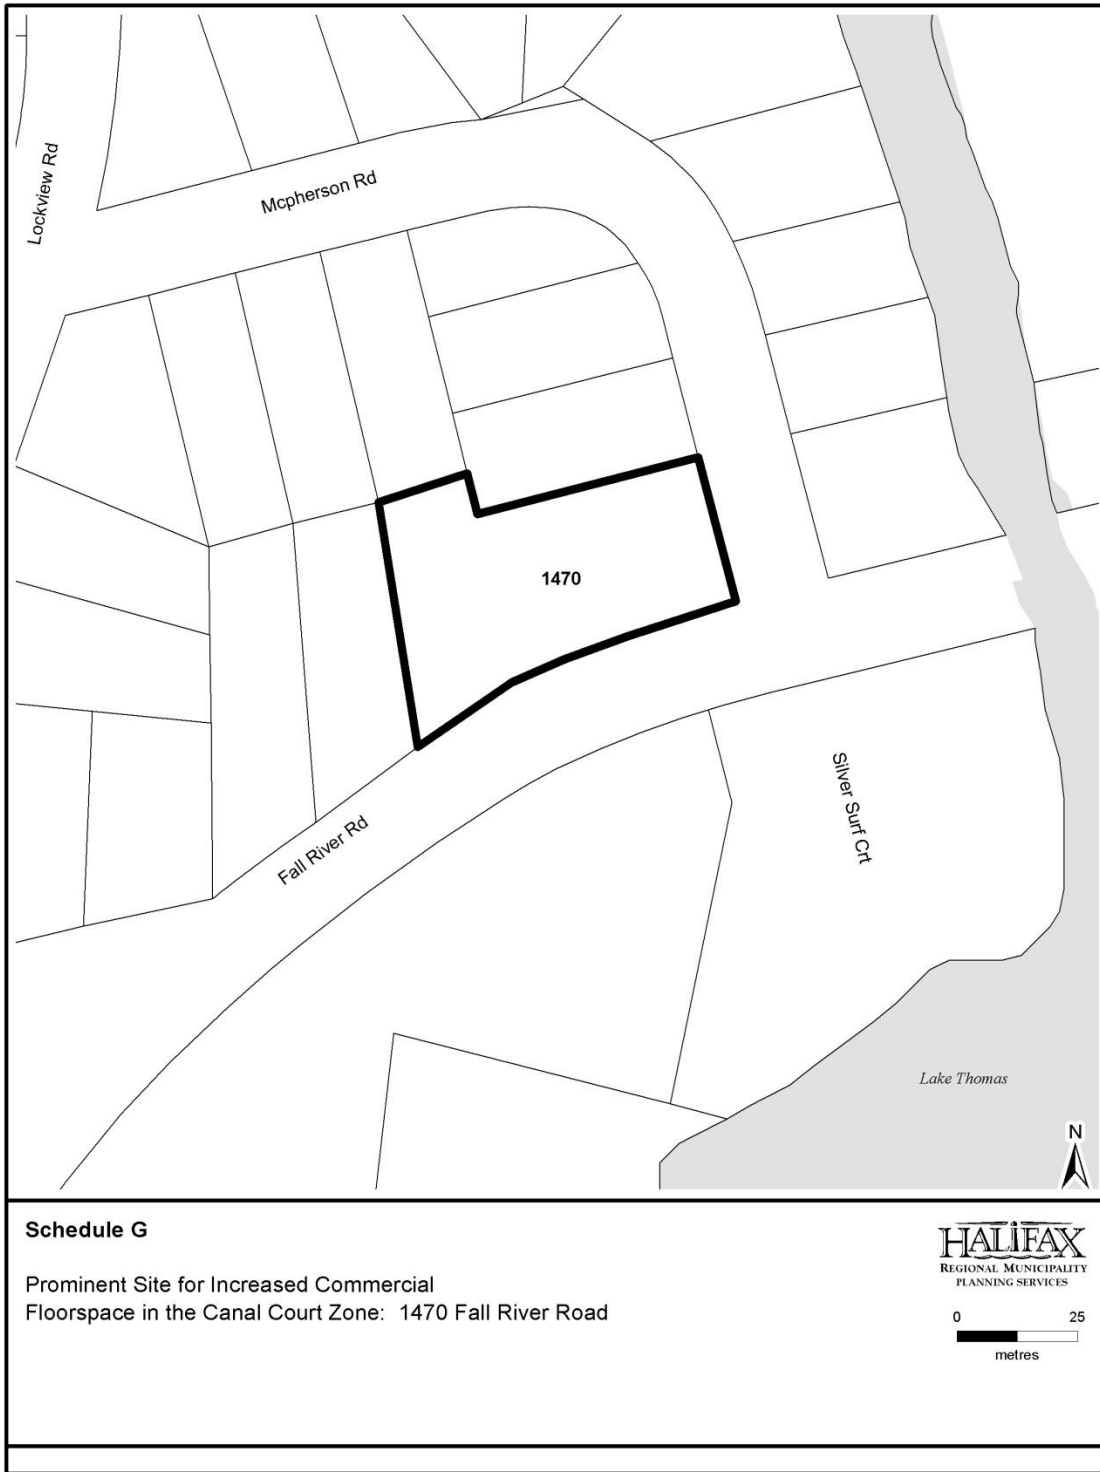 Lockview Rd
Mcpherson Rd
1470
Fall River Rd
Silver Surf Crt
Lake Thomas
N
Schedule G
Prominent Site for Increased Commercial
Floorspace in the Canal Court Zone: 1470 Fall River Road
HALIFAX
REGIONAL MUNICIPALITY
PLANNING SERVICES
0 25
metres